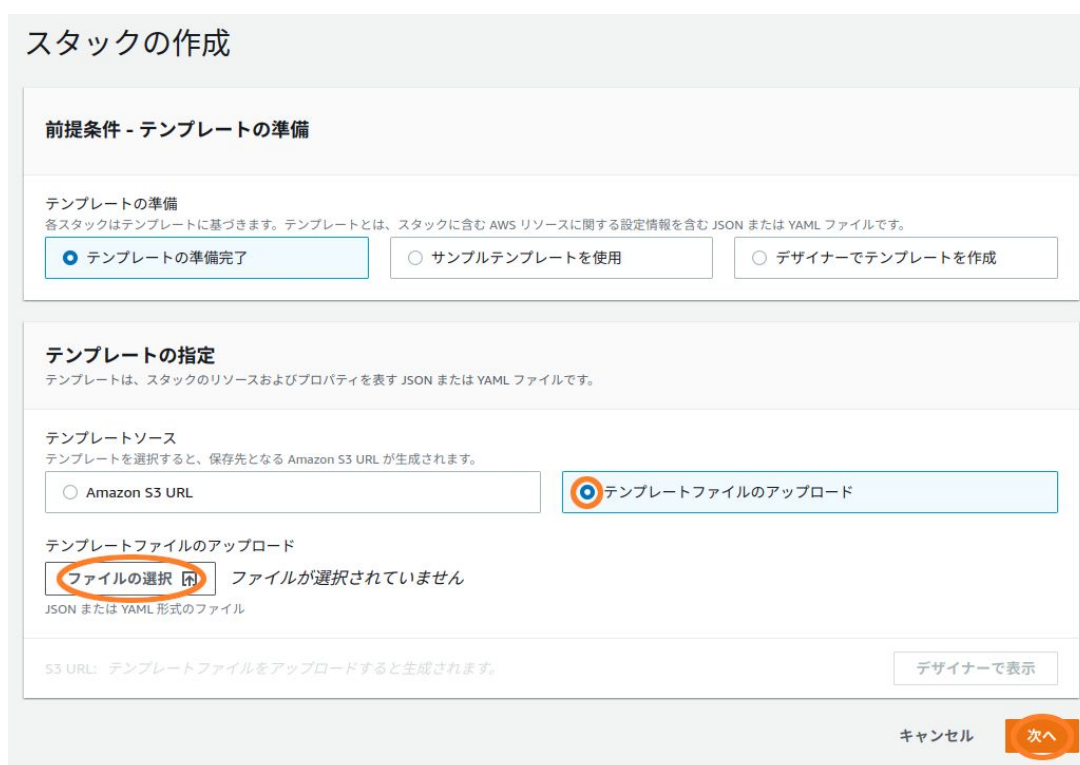 スタックの作成
前提条件 - テンプレートの準備
テンプレートの準備
各スタックはテンプレートに基づきます。テンプレートとは、スタックに含む AWS リソースに関する設定情報を含む JSON または YAML ファイルです。
テンプレートの準備完了
サンプルテンプレートを使用
デザイナーでテンプレートを作成
テンプレートの指定
テンプレートは、スタックのリソースおよびプロパティを表す JSON または YAML ファイルです。
テンプレートソース
テンプレートを選択すると、保存先となる Amazon S3 URL が生成されます。
Amazon S3 URL
テンプレートファイルのアップロード
テンプレートファイルのアップロード
ファイルの選択
ファイルが選択されていません
JSON または YAML 形式のファイル
S3 URL: テンプレートファイルをアップロードすると生成されます。
デザイナーで表示
キャンセル
次へ